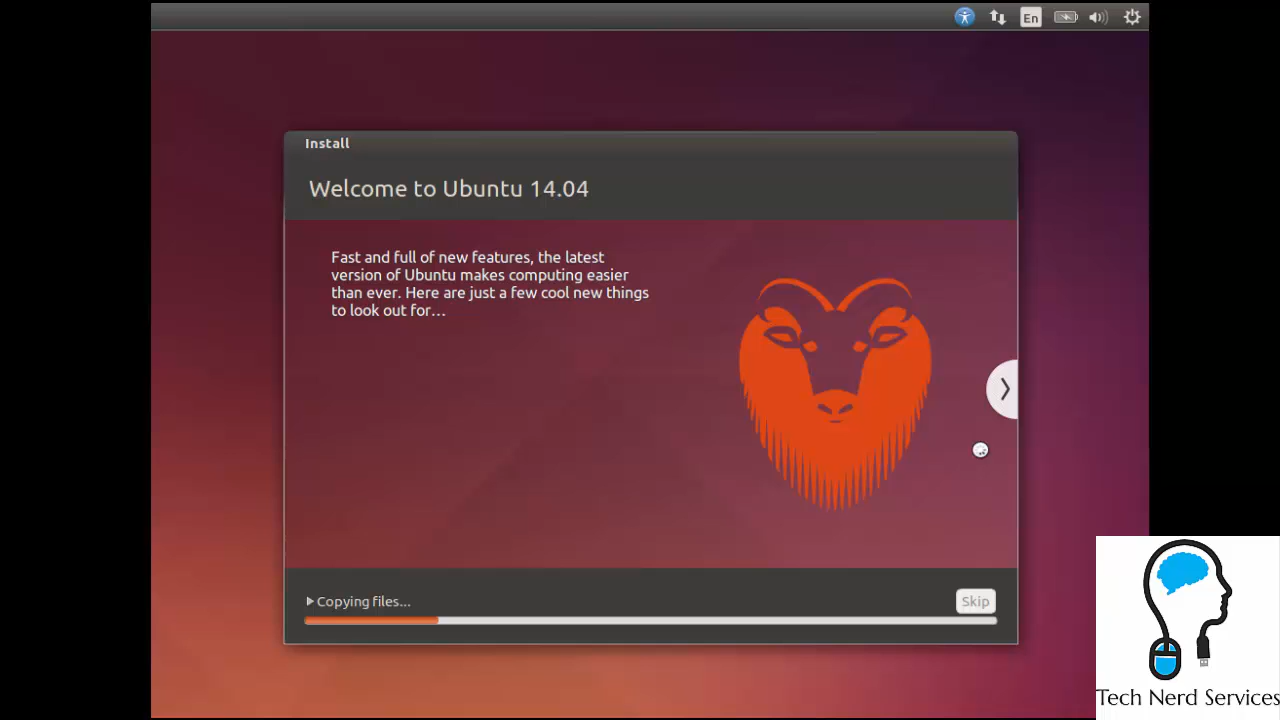 En
Install
Welcome to Ubuntu 14.04
Fast and full of new features, the latest
version of Ubuntu makes computing easier
than ever. Here are just a few cool new things
to look out for...
Copying files...
Skip
Tech Nerd Services